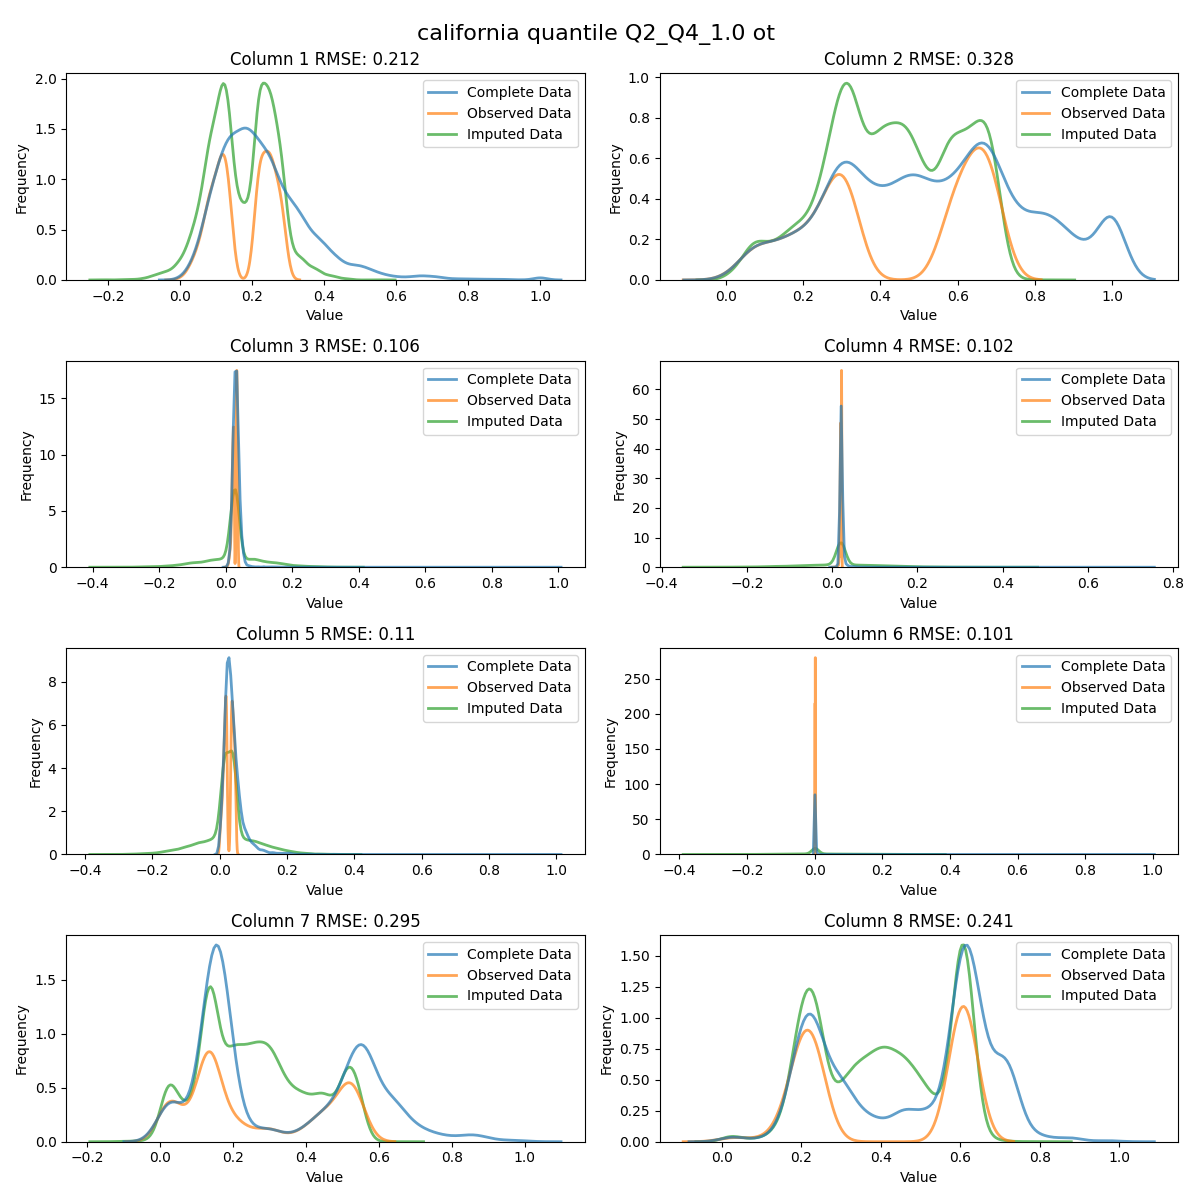 california quantile Q2_Q4_1.0 ot
Column 1 RMSE: 0.212
Frequency
2.0
1.5
1.0
0.5
0.0
Complete Data
Observed Data
Imputed Data
−0.2 0.0 0.2 0.4 0.6 0.8 1.0
Value
Column 2 RMSE: 0.328
Frequency
1.0
0.8
0.6
0.4
0.2
0.0
Complete Data
Observed Data
Imputed Data
0.0 0.2 0.4 0.6 0.8 1.0
Value
Column 3 RMSE: 0.106
Frequency
15
10
5
0
Complete Data
Observed Data
Imputed Data
−0.4 −0.2 0.0 0.2 0.4 0.6 0.8 1.0
Value
Column 4 RMSE: 0.102
Frequency
60
50
40
30
20
10
0
Complete Data
Observed Data
Imputed Data
−0.4 −0.2 0.0 0.2 0.4 0.6 0.8
Value
Column 5 RMSE: 0.11
Frequency
8
6
4
2
0
Complete Data
Observed Data
Imputed Data
−0.4 −0.2 0.0 0.2 0.4 0.6 0.8 1.0
Value
Column 6 RMSE: 0.101
Frequency
250
200
150
100
50
0
Complete Data
Observed Data
Imputed Data
−0.4 −0.2 0.0 0.2 0.4 0.6 0.8 1.0
Value
Column 7 RMSE: 0.295
Frequency
1.5
1.0
0.5
0.0
Complete Data
Observed Data
Imputed Data
−0.2 0.0 0.2 0.4 0.6 0.8 1.0
Value
Column 8 RMSE: 0.241
Frequency
1.50
1.25
1.00
0.75
0.50
0.25
0.00
Complete Data
Observed Data
Imputed Data
0.0 0.2 0.4 0.6 0.8 1.0
Value